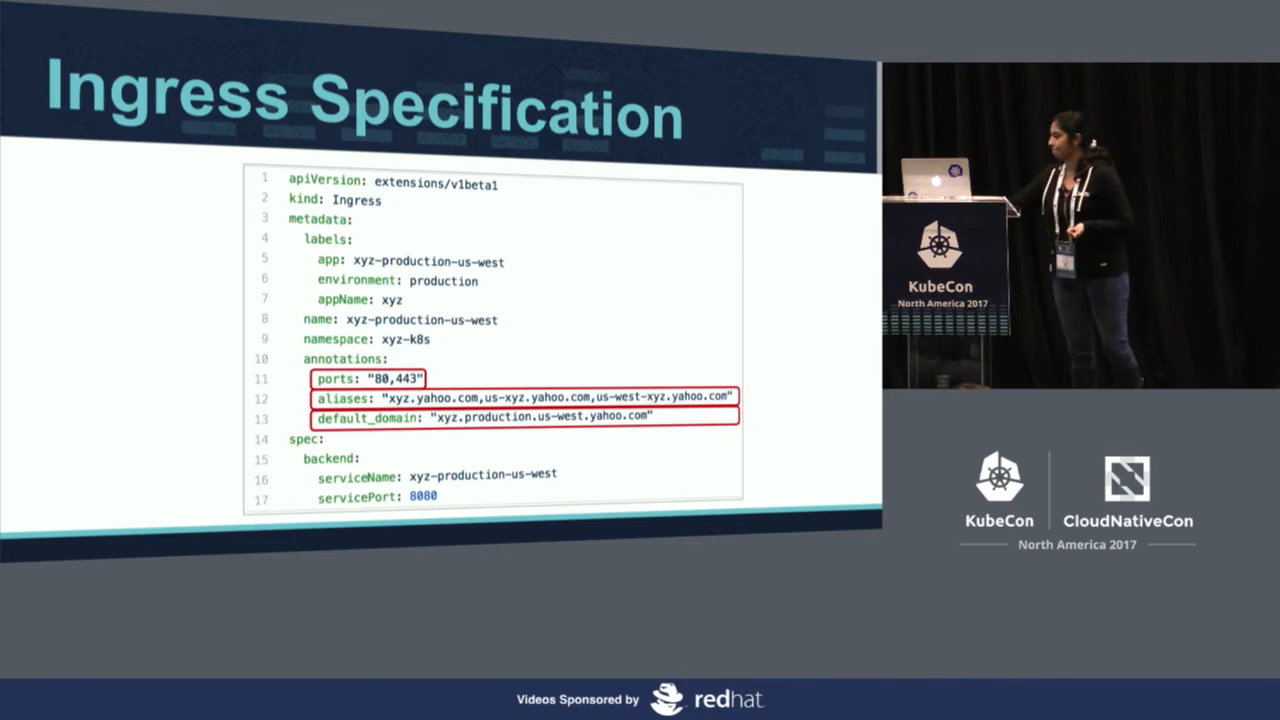 Ingress Specification
1 apiVersion: extensions/v1beta1
2 kind: Ingress
3 metadata:
4 labels:
5 app: xyz-production-us-west
6 environment: production
7 appName: xyz
8 name: xyz-production-us-west
9 namespace: xyz-k8s
10 annotations:
11 ports: "80,443"
12 aliases: "xyz.yahoo.com,us-xyz.yahoo.com,us-west-xyz.yahoo.com"
13 default_domain: "xyz.production.us-west.yahoo.com"
14 spec:
15 backend:
16 serviceName: xyz-production-us-west
17 servicePort: 8080
KubeCon
North America 2017
KubeCon
CloudNativeCon
North America 2017
Videos Sponsored by redhat.